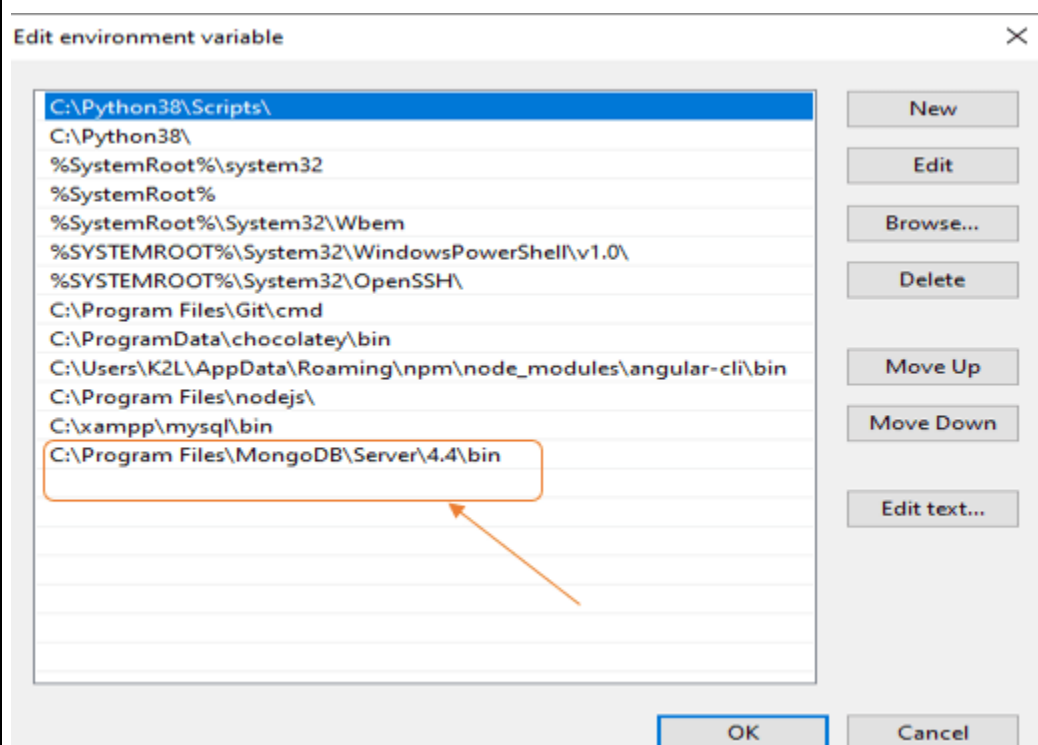 Edit environment variable
C:\Python38\Scripts\
C:\Python38\
%SystemRoot%\system32
%SystemRoot%
%SystemRoot%\System32\Wbem
%SYSTEMROOT%\System32\WindowsPowerShell\v1.0\
%SYSTEMROOT%\System32\OpenSSH\
C:\Program Files\Git\cmd
C:\ProgramData\chocolatey\bin
C:\Users\K2L\AppData\Roaming\npm\node_modules\angular-cli\bin
C:\Program Files\nodejs\
C:\xampp\mysql\bin
C:\Program Files\MongoDB\Server\4.4\bin
New
Edit
Browse...
Delete
Move Up
Move Down
Edit text...
OK
Cancel